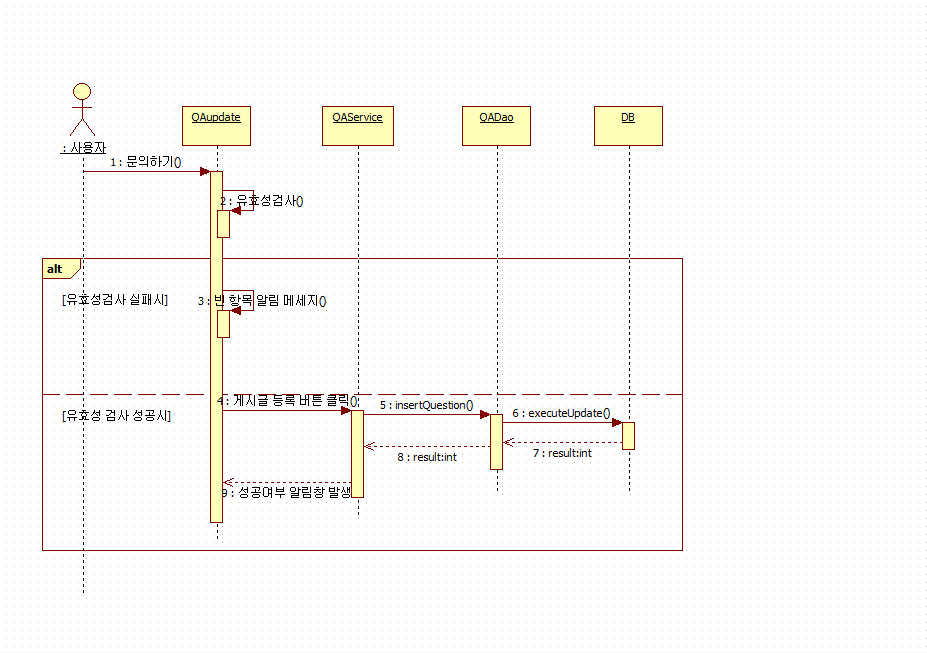 QAupdate
QAService
QADao
DB
: 사용자
1 : 문의하기()
2 : 유효성검사()
alt
[유효성검사 실패시]
3 : 빈 항목 알림 메세지()
4 : 게시글 등록 버튼 클릭()
[유효성 검사 성공시]
5 : insertQuestion()
6 : executeUpdate()
7 : result:int
8 : result:int
9 : 성공여부 알림창 발생